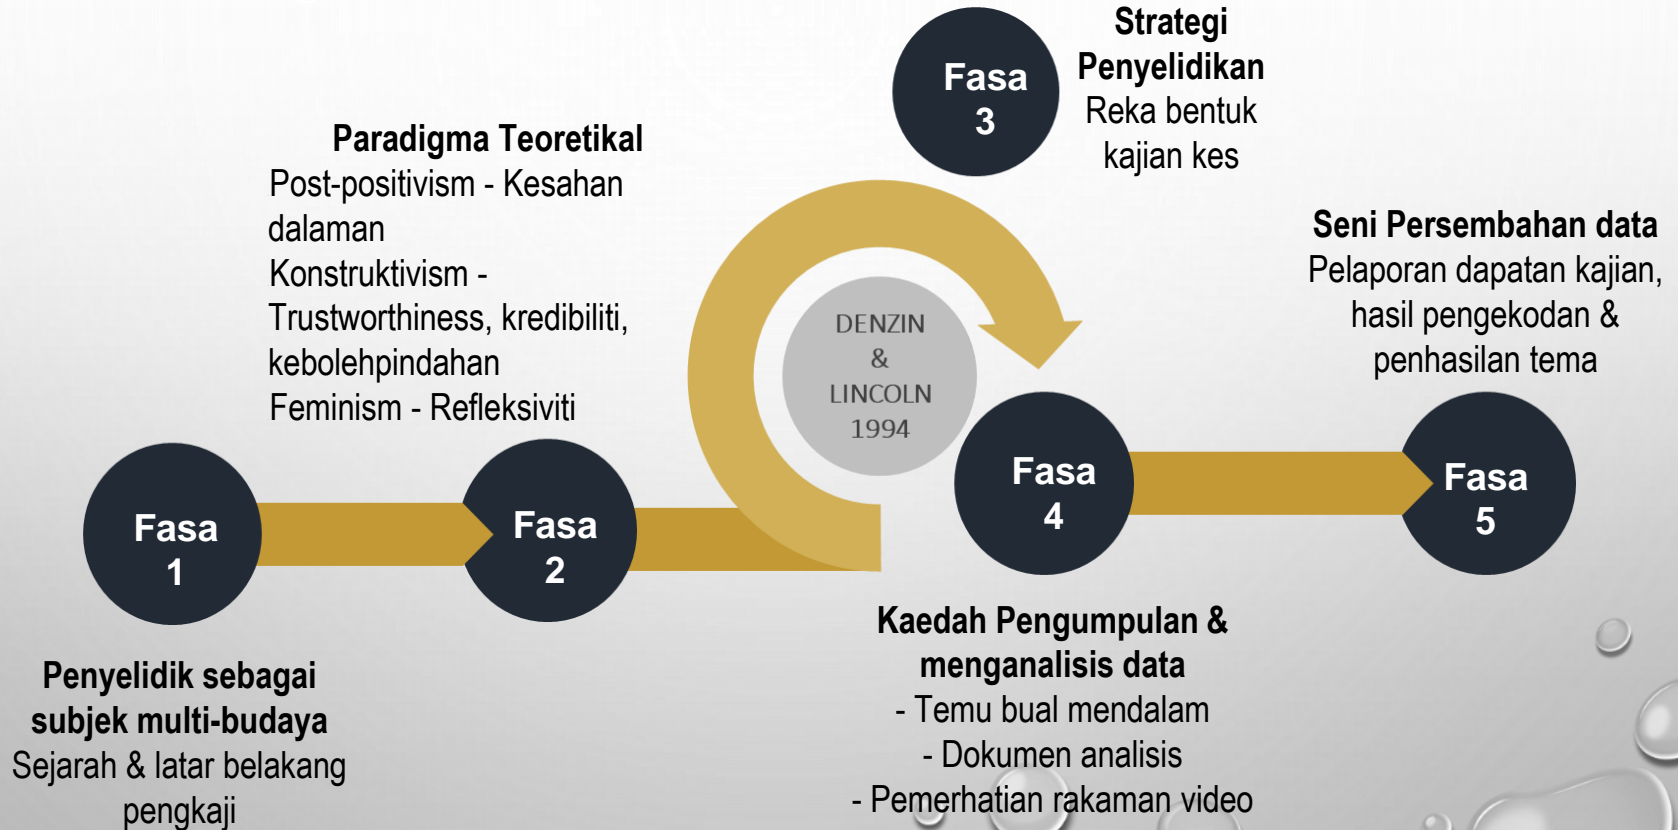 Fasa
1
Penyelidik sebagai
subjek multi-budaya
Sejarah & latar belakang
pengkaji
Paradigma Teoretikal
Post-positivism - Kesahan
dalaman
Konstruktivism -
Trustworthiness, kredibiliti,
kebolehpindahan
Feminism - Refleksiviti
Fasa
2
Fasa
3
Strategi
Penyelidikan
Reka bentuk
kajian kes
DENZIN
&
LINCOLN
1994
Fasa
4
Kaedah Pengumpulan &
menganalisis data
- Temu bual mendalam
- Dokumen analisis
- Pemerhatian rakaman video
Seni Persembahan data
Pelaporan dapatan kajian,
hasil pengekodan &
penhasilan tema
Fasa
5